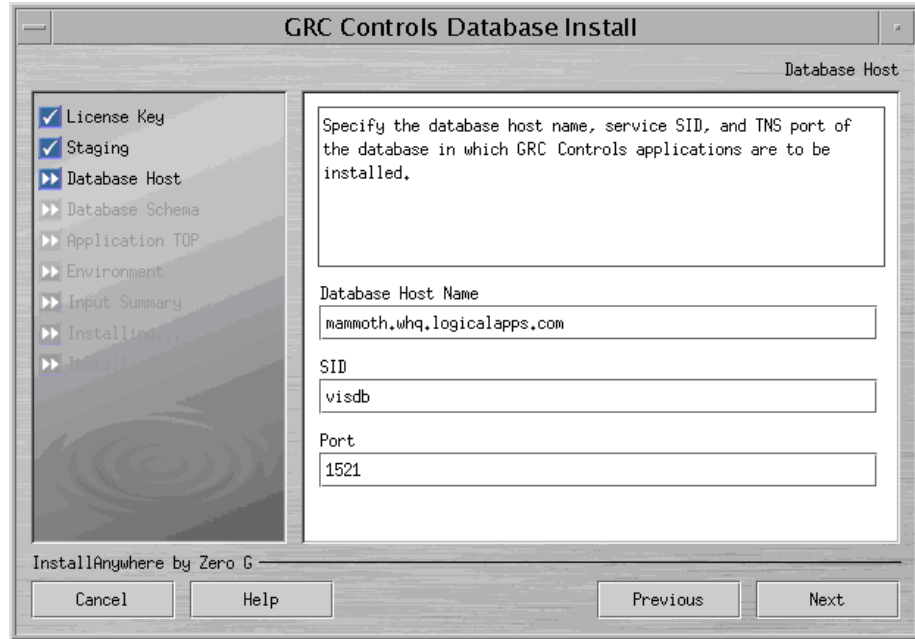 GRC Controls Database Install
Database Host
License Key
Staging
Database Host
Database Schema
Application TOP
Environment
Input Summary
Installing...
Specify the database host name, service SID, and TNS port of
the database in which GRC Controls applications are to be
installed.
Database Host Name
mammoth.whq.logicalapps.com
SID
visdb
Port
1521
InstallAnywhere by Zero G
Cancel
Help
Previous
Next